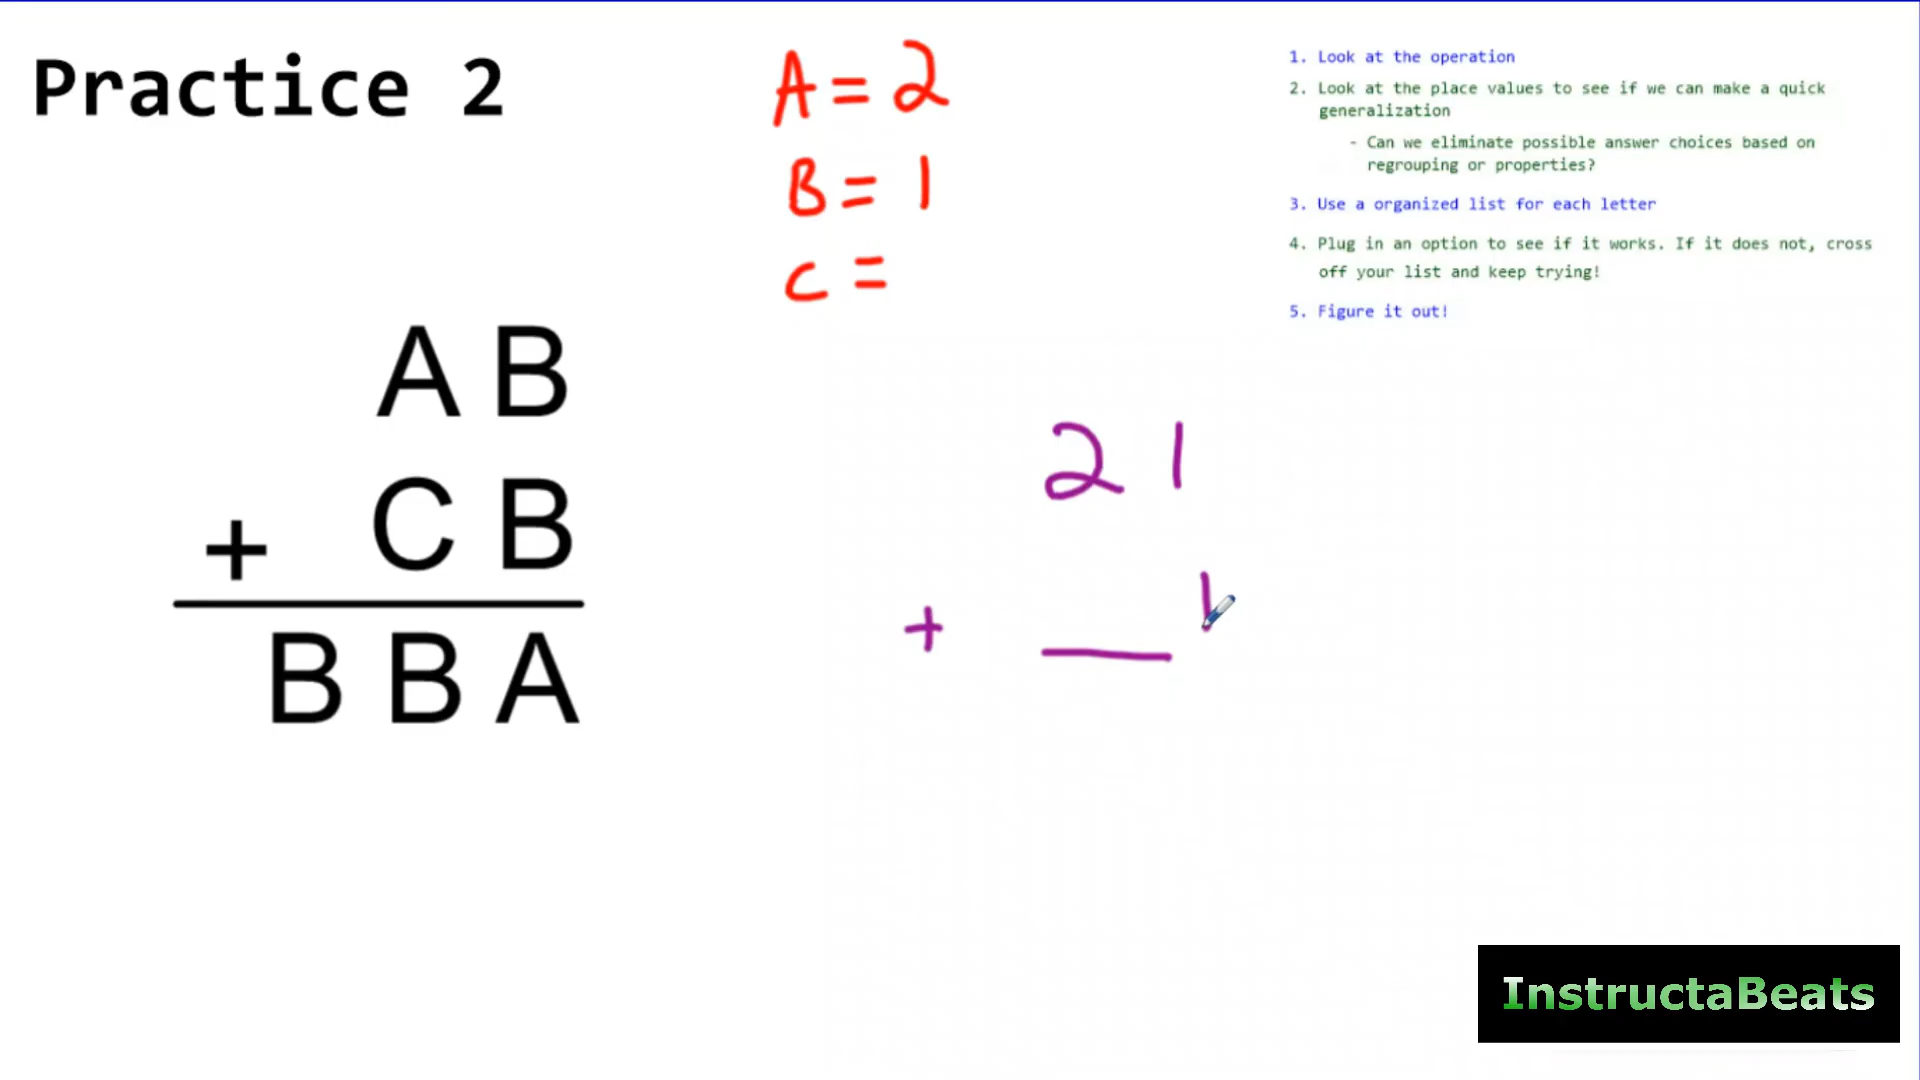 Practice 2
A = 2
B = 1
C =
1. Look at the operation
2. Look at the place values to see if we can make a quick
generalization
- Can we eliminate possible answer choices based on
regrouping or properties?
3. Use a organized list for each letter
4. Plug in an option to see if it works. If it does not, cross
off your list and keep trying!
5. Figure it out!
A B
+ C B
B B A
2 1
+ _ 1
InstructaBeats